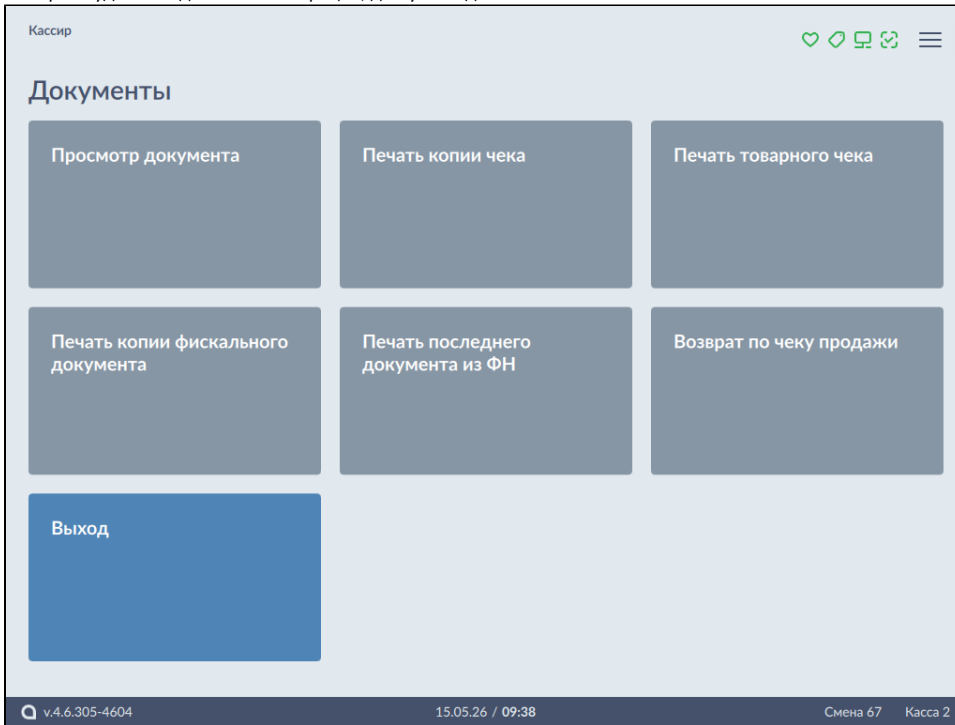 Кассир
Документы
Просмотр документа
Печать копии чека
Печать товарного чека
Печать копии фискального
документа
Печать последнего
документа из ФН
Возврат по чеку продажи
Выход
v.4.6.305-4604
15.05.26 / 09:38
Смена 67
Касса 2